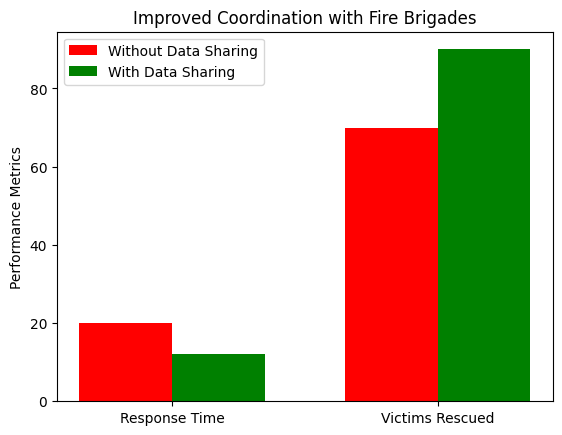 Improved Coordination with Fire Brigades
Without Data Sharing
With Data Sharing
Performance Metrics
80
60
40
20
0
Response Time
Victims Rescued